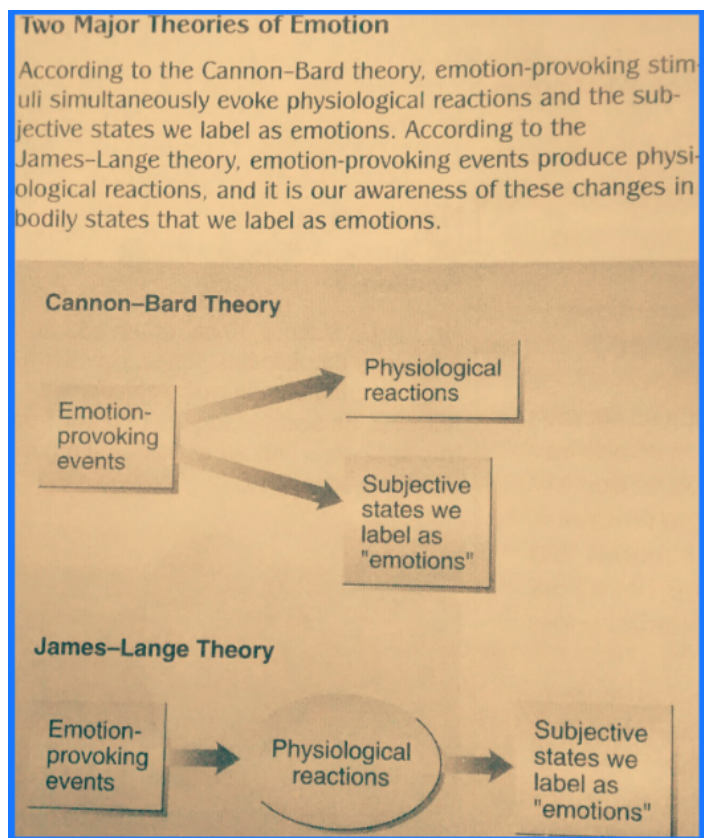 Two Major Theories of Emotion
According to the Cannon–Bard theory, emotion-provoking stim-
uli simultaneously evoke physiological reactions and the sub-
jective states we label as emotions. According to the
James–Lange theory, emotion-provoking events produce physi-
ological reactions, and it is our awareness of these changes in
bodily states that we label as emotions.
Cannon–Bard Theory
Emotion-
provoking
events
Physiological
reactions
Subjective
states we
label as
"emotions"
James–Lange Theory
Emotion-
provoking
events
Physiological
reactions
Subjective
states we
label as
"emotions"